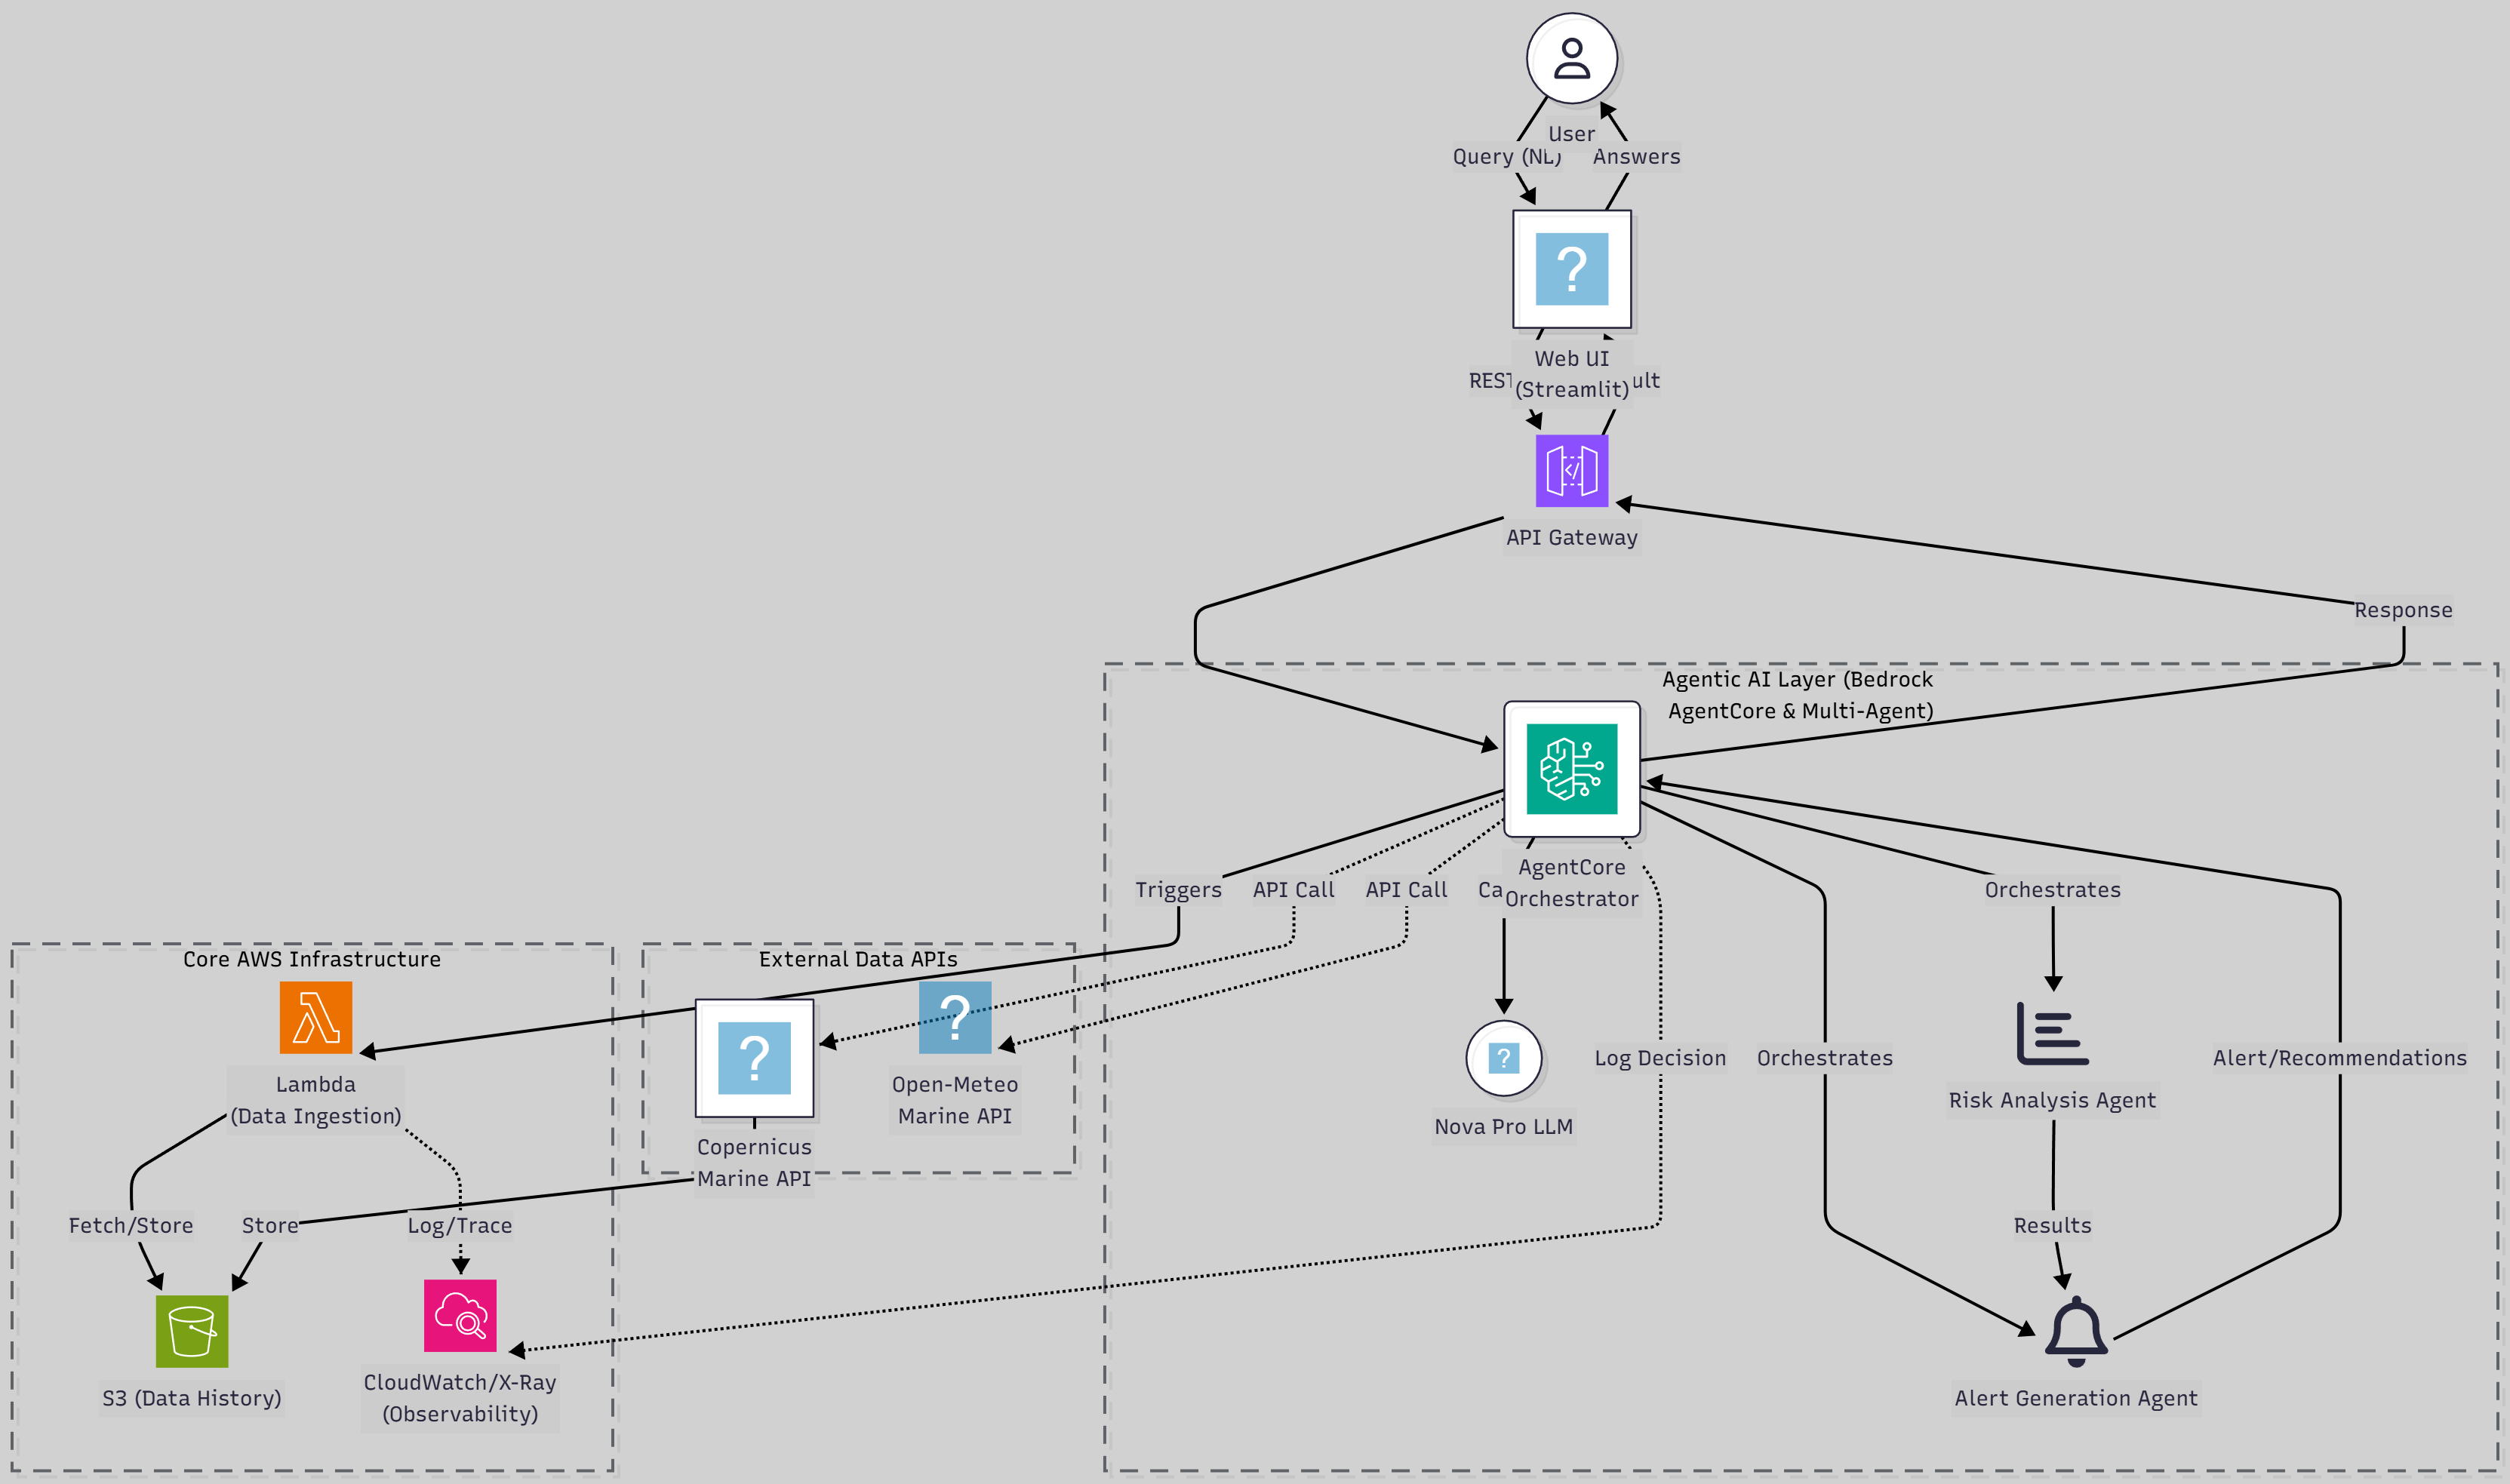 User
Query (NL)
Answers
?
Web UI
(Streamlit)
API Gateway
Response
Agentic AI Layer (Bedrock
AgentCore & Multi-Agent)
AgentCore
Orchestrator
Triggers
API Call
API Call
Orchestrates
Core AWS Infrastructure
External Data APIs
?
?
?
Lambda
(Data Ingestion)
Open-Meteo
Marine API
Copernicus
Marine API
Nova Pro LLM
Log Decision
Orchestrates
Risk Analysis Agent
Alert/Recommendations
Fetch/Store
Store
Log/Trace
Results
S3 (Data History)
CloudWatch/X-Ray
(Observability)
Alert Generation Agent